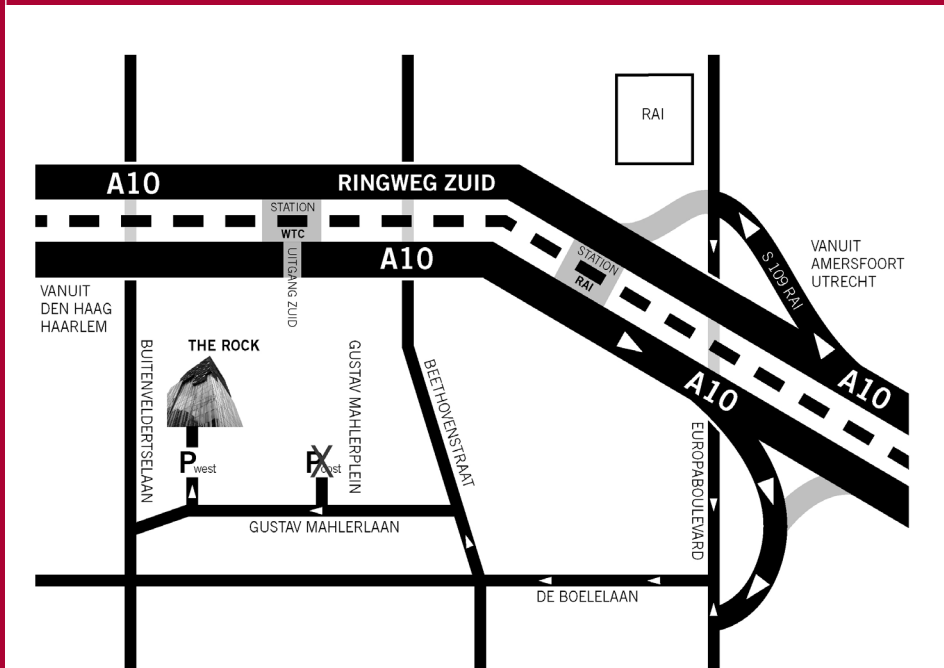 RAI
A10
RINGWEG ZUID
STATION
WTC
UITGANG ZUID
A10
STATION
RAI
S 109 RAI
VANUIT
AMERSFOORT
UTRECHT
VANUIT
DEN HAAG
HAARLEM
THE ROCK
BUITENVELDERTSELAAN
GUSTAV MAHLERPLEIN
BEETHOVENSTRAAT
A10
A10
EUROPABOULEVARD
P west
P oost
GUSTAV MAHLERLAAN
DE BOELELAAN